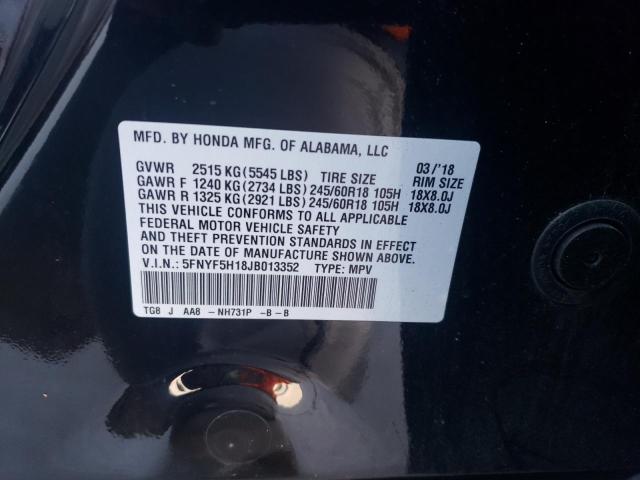 MFD. BY HONDA MFG. OF ALABAMA, LLC
GVWR 2515 KG (5545 LBS) TIRE SIZE 03/'18 RIM SIZE
GAWR F 1240 KG (2734 LBS) 245/60R18 105H 18X8.0J
GAWR R 1325 KG (2921 LBS) 245/60R18 105H 18X8.0J
THIS VEHICLE CONFORMS TO ALL APPLICABLE
FEDERAL MOTOR VEHICLE SAFETY, BUMPER,
AND THEFT PREVENTION STANDARDS IN EFFECT
ON THE DATE OF MANUFACTURE SHOWN ABOVE.
V.I.N.: 5FNYF5H18JB013352 TYPE: MPV
TG8 J AA8 -NH731P -B -B